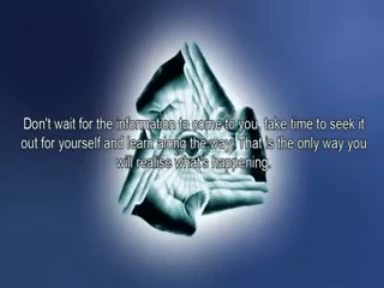 Don't wait for the information to come to you, take time to seek it
out for yourself and learn along the way. That is the only way you
will realise what's happening.